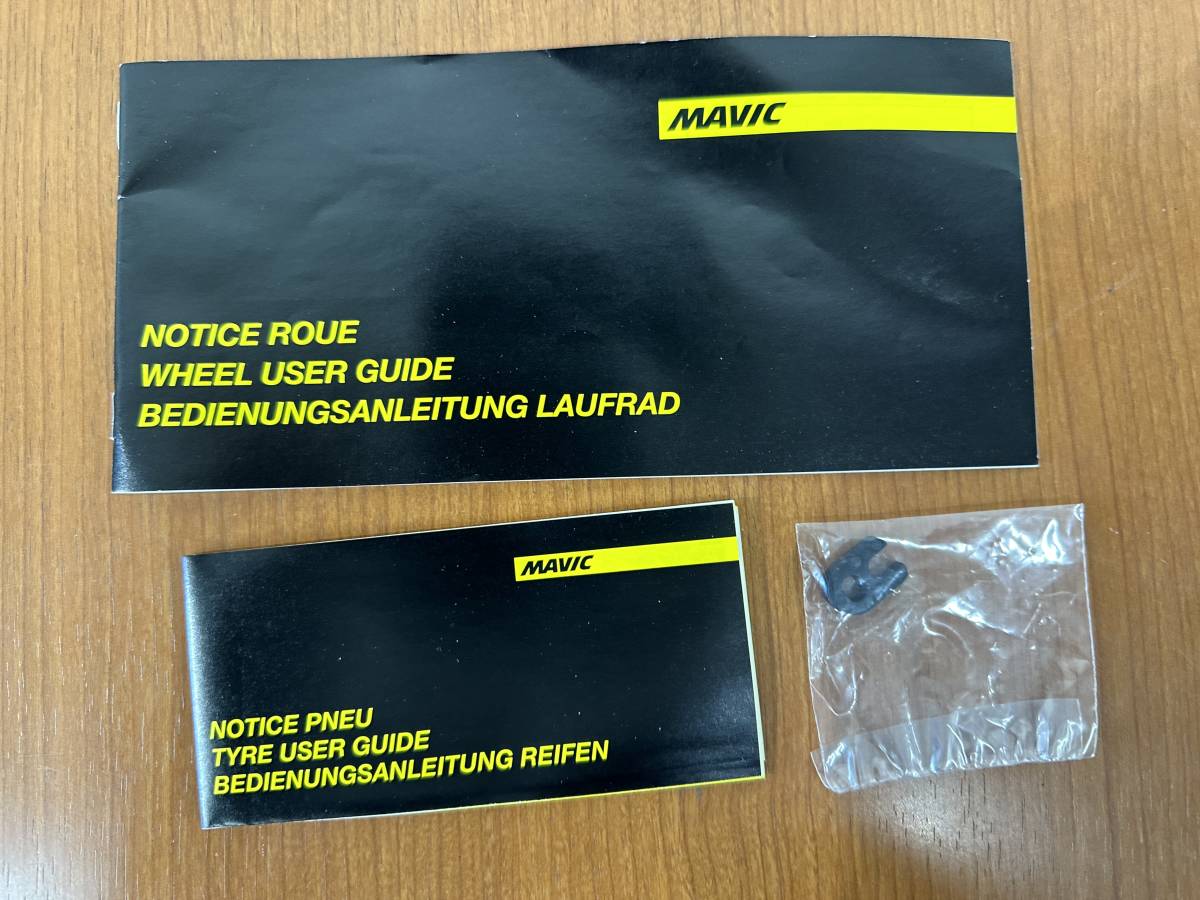 MAVIC
NOTICE ROUE
WHEEL USER GUIDE
BEDIENUNGSANLEITUNG LAUFRAD
MAVIC
NOTICE PNEU
TYRE USER GUIDE
BEDIENUNGSANLEITUNG REIFEN